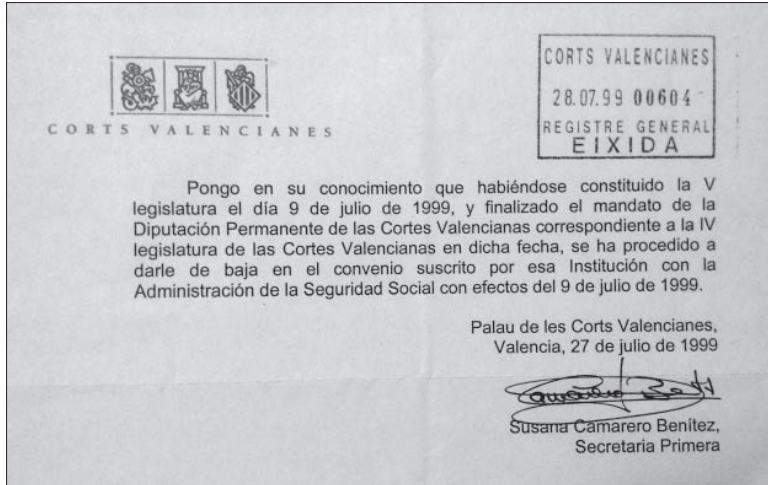 CORTS VALENCIANES
CORTS VALENCIANES
28.07.99 00604
REGISTRE GENERAL
EIXIDA
Pongo en su conocimiento que habiéndose constituido la V
legislatura el día 9 de julio de 1999, y finalizado el mandato de la
Diputación Permanente de las Cortes Valencianas correspondiente a la IV
legislatura de las Cortes Valencianas en dicha fecha, se ha procedido a
darle de baja en el convenio suscrito por esa Institución con la
Administración de la Seguridad Social con efectos del 9 de julio de 1999.
Palau de les Corts Valencianes,
Valencia, 27 de julio de 1999
Susana Camarero Benítez,
Secretaria Primera